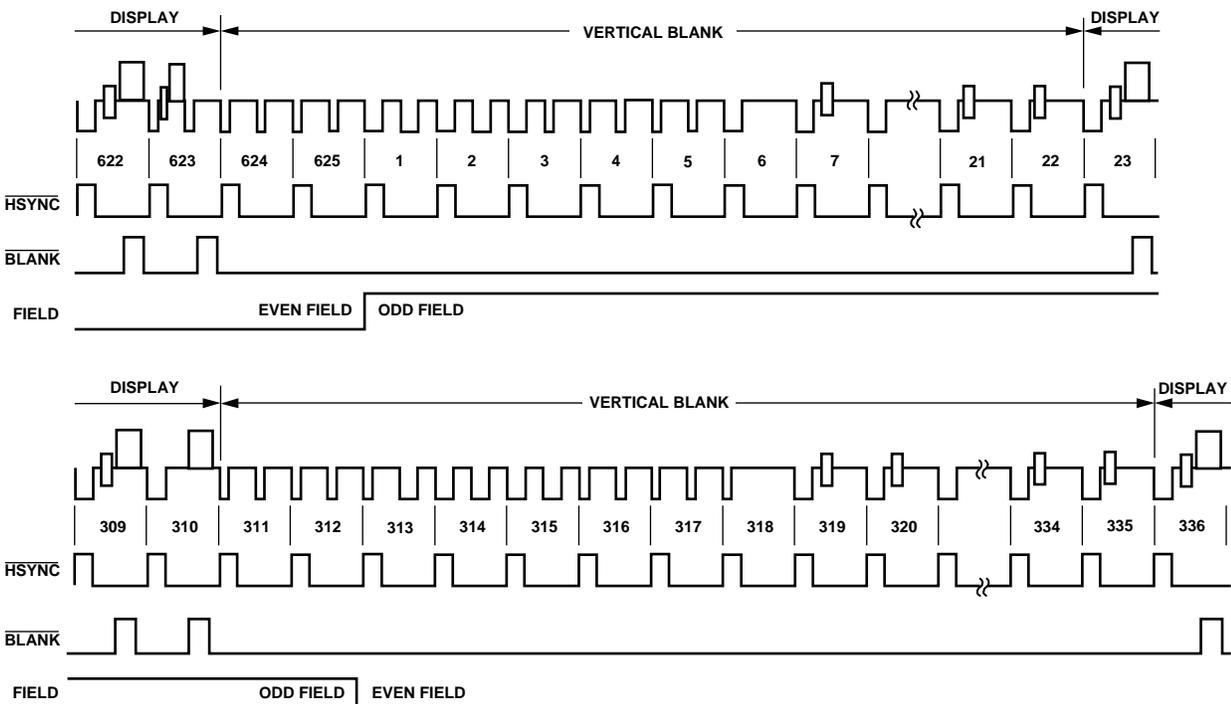 DISPLAY VERTICAL BLANK DISPLAY
622 623 624 625 1 2 3 4 5 6 7 21 22 23
HSYNC
BLANK
FIELD EVEN FIELD ODD FIELD
DISPLAY VERTICAL BLANK DISPLAY
309 310 311 312 313 314 315 316 317 318 319 320 334 335 336
HSYNC
BLANK
FIELD ODD FIELD EVEN FIELD